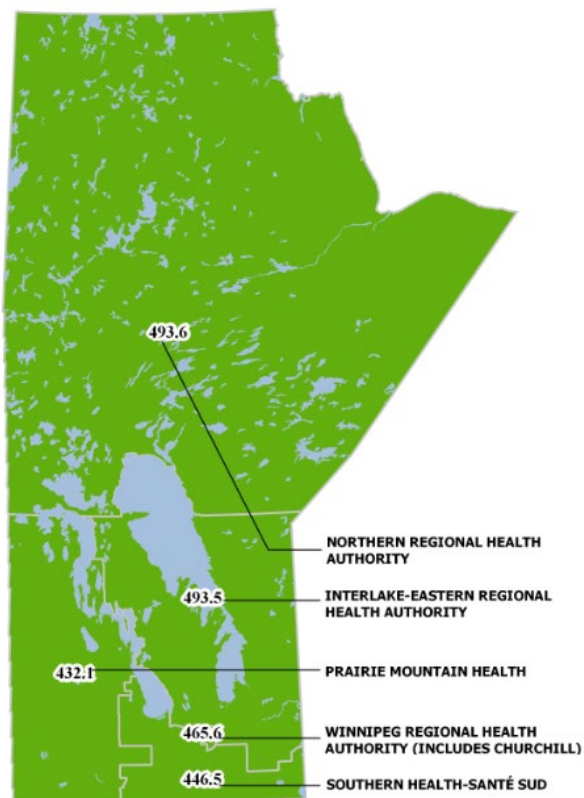 493.6
NORTHERN REGIONAL HEALTH
AUTHORITY
493.5
INTERLAKE-EASTERN REGIONAL
HEALTH AUTHORITY
432.1
PRAIRIE MOUNTAIN HEALTH
465.6
WINNIPEG REGIONAL HEALTH
AUTHORITY (INCLUDES CHURCHILL)
446.5
SOUTHERN HEALTH-SANTÉ SUD